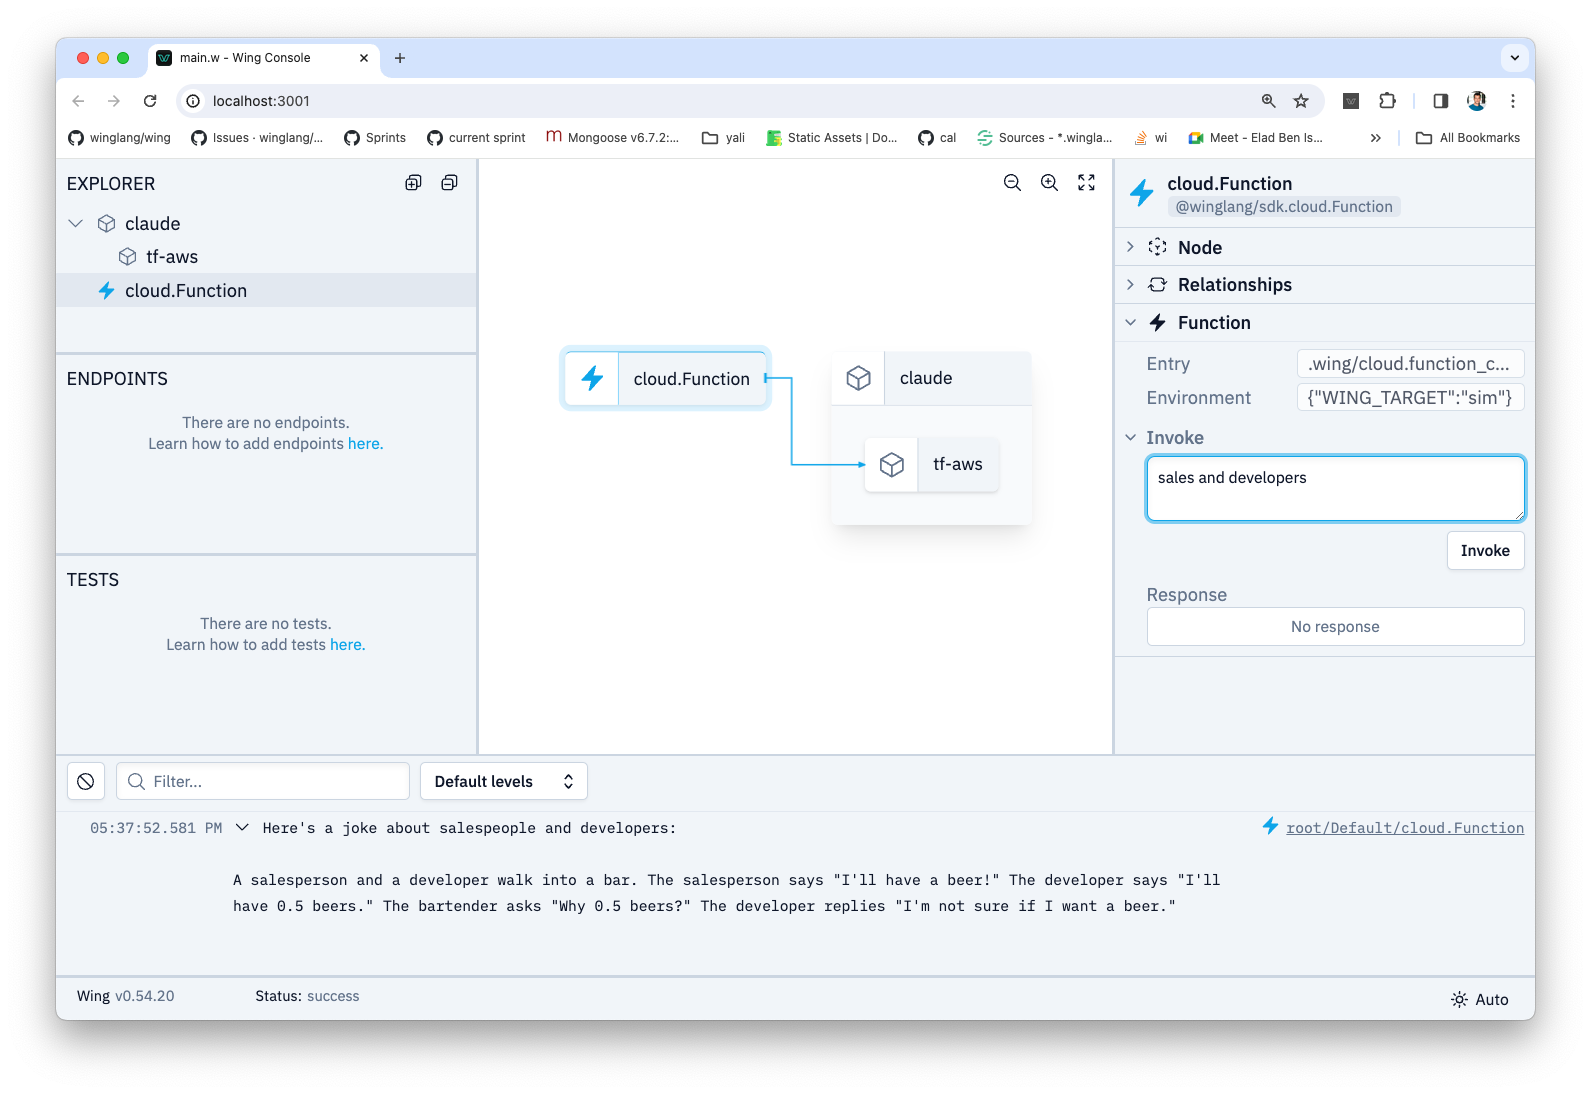 main.w - Wing Console
localhost:3001
winglang/wing
Issues · winglang/...
Sprints
current sprint
Mongoose v6.7.2:...
yali
Static Assets | Do...
cal
Sources - *.wingla...
wi
Meet - Elad Ben Is...
All Bookmarks
EXPLORER
claude
tf-aws
cloud.Function
ENDPOINTS
There are no endpoints.
Learn how to add endpoints here.
TESTS
There are no tests.
Learn how to add tests here.
cloud.Function
claude
tf-aws
cloud.Function
@winglang/sdk.cloud.Function
Node
Relationships
Function
Entry .wing/cloud.function_c...
Environment {"WING_TARGET":"sim"}
Invoke
sales and developers
Invoke
Response
No response
Filter...
Default levels
05:37:52.581 PM Here's a joke about salespeople and developers: root/Default/cloud.Function
A salesperson and a developer walk into a bar. The salesperson says "I'll have a beer!" The developer says "I'll
have 0.5 beers." The bartender asks "Why 0.5 beers?" The developer replies "I'm not sure if I want a beer."
Wing v0.54.20
Status: success
Auto